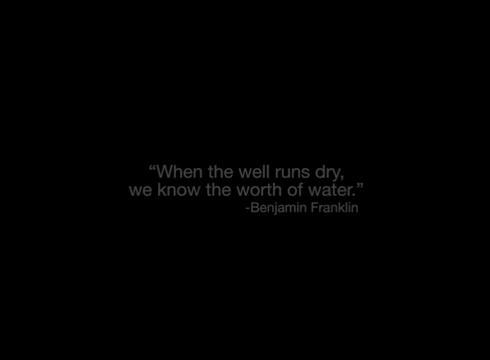 “When the well runs dry,
we know the worth of water.”
-Benjamin Franklin